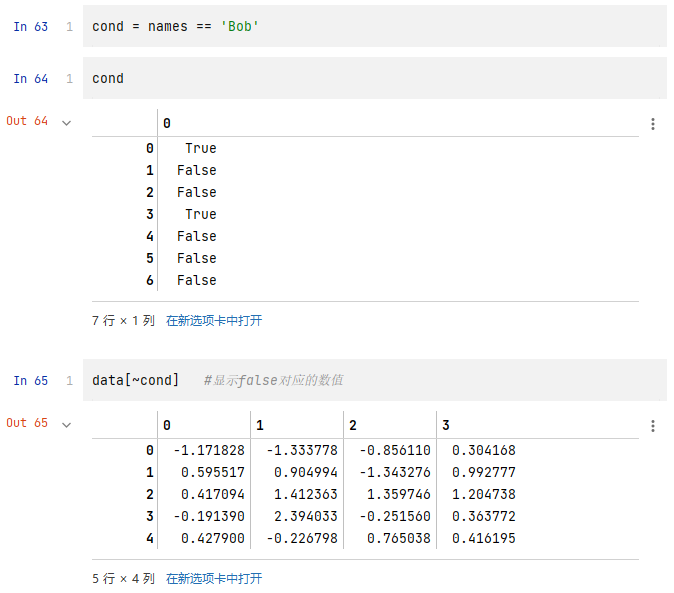 In 63 1 cond = names == 'Bob'
In 64 1 cond
Out 64
0
0 True
1 False
2 False
3 True
4 False
5 False
6 False
7 行 × 1 列 在新选项卡中打开
In 65 1 data[~cond] #显示false对应的数值
Out 65
0 1 2 3
0 -1.171828 -1.333778 -0.856110 0.304168
1 0.595517 0.904994 -1.343276 0.992777
2 0.417094 1.412363 1.359746 1.204738
3 -0.191390 2.394033 -0.251560 0.363772
4 0.427900 -0.226798 0.765038 0.416195
5 行 × 4 列 在新选项卡中打开